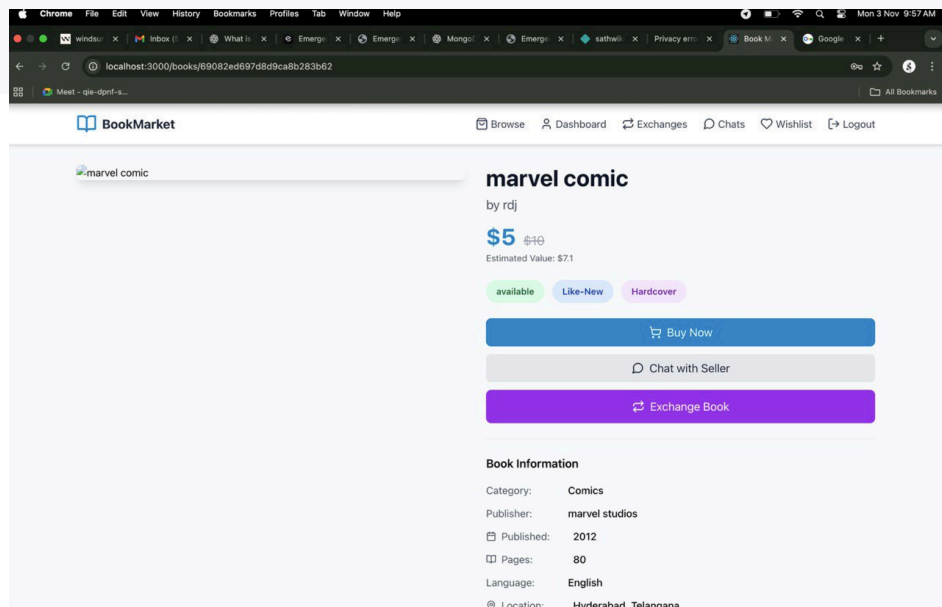 Chrome File Edit View History Bookmarks Profiles Tab Window Help Mon 3 Nov 9:57 AM
windsur Inbox ( What is Emerge Emerge Mongo Emerge sathwik Privacy erro Book M Google
localhost:3000/books/69082ed697d8d9ca8b283b62
Meet - qie-dpnf-s... All Bookmarks
BookMarket Browse Dashboard Exchanges Chats Wishlist Logout
marvel comic
marvel comic
by rdj
$5 $10
Estimated Value: $7.1
available Like-New Hardcover
Buy Now
Chat with Seller
Exchange Book
Book Information
Category: Comics
Publisher: marvel studios
Published: 2012
Pages: 80
Language: English
Location: Hyderabad, Telangana